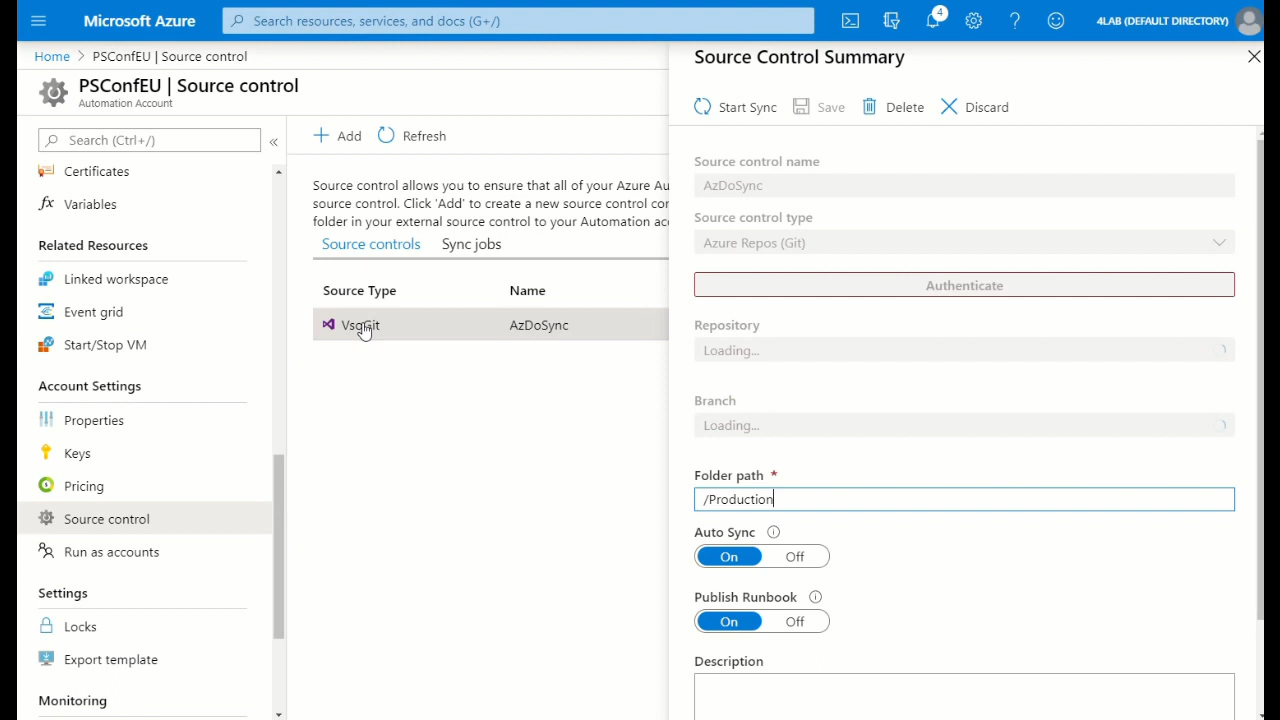 Microsoft Azure
Search resources, services, and docs (G+/)
4
4LAB (DEFAULT DIRECTORY)
Home > PSConfEU | Source control
PSConfEU | Source control
Automation Account
Search (Ctrl+/)
«
Certificates
fx Variables
Related Resources
Linked workspace
Event grid
Start/Stop VM
Account Settings
Properties
Keys
Pricing
Source control
Run as accounts
Settings
Locks
Export template
Monitoring
Add
Refresh
Source control allows you to ensure that all of your Azure Au
source control. Click 'Add' to create a new source control cor
folder in your external source control to your Automation acc
Source controls
Sync jobs
Source Type
Name
VsoGit
AzDoSync
Source Control Summary
Start Sync
Save
Delete
Discard
Source control name
AzDoSync
Source control type
Azure Repos (Git)
Authenticate
Repository
Loading...
Branch
Loading...
Folder path *
/Production
Auto Sync
On
Off
Publish Runbook
On
Off
Description